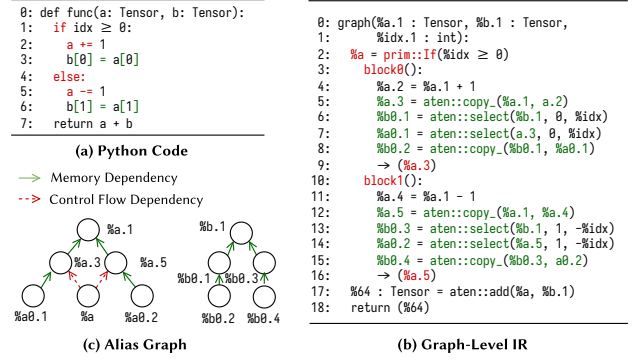 0: def func(a: Tensor, b: Tensor):
1: if idx ≥ 0:
2: a += 1
3: b[0] = a[0]
4: else:
5: a -= 1
6: b[1] = a[1]
7: return a + b
(a) Python Code
Memory Dependency
Control Flow Dependency
%a.1
%b.1
%a.3
%a.5
%b0.1
%b0.3
%a0.1
%a
%a0.2
%b0.2
%b0.4
(c) Alias Graph
0: graph(%a.1 : Tensor, %b.1 : Tensor,
1: %idx.1 : int):
2: %a = prim::If(%idx ≥ 0)
3: block0():
4: %a.2 = %a.1 + 1
5: %a.3 = aten::copy_(%a.1, a.2)
6: %b0.1 = aten::select(%b.1, 0, %idx)
7: %a0.1 = aten::select(a.3, 0, %idx)
8: %b0.2 = aten::copy_(%b0.1, %a0.1)
9: → (%a.3)
10: block1():
11: %a.4 = %a.1 - 1
12: %a.5 = aten::copy_(%a.1, %a.4)
13: %b0.3 = aten::select(%b.1, 1, -%idx)
14: %a0.2 = aten::select(%a.5, 1, -%idx)
15: %b0.4 = aten::copy_(%b0.3, a0.2)
16: → (%a.5)
17: %64 : Tensor = aten::add(%a, %b.1)
18: return (%64)
(b) Graph-Level IR